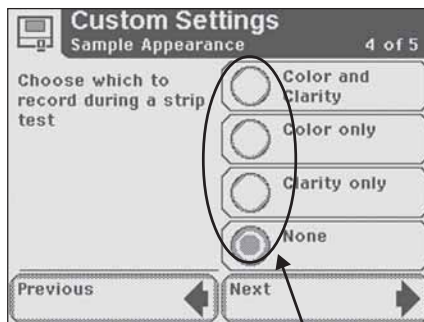 Custom Settings
Sample Appearance 4 of 5
Choose which to
record during a strip
test
Color and
Clarity
Color only
Clarity only
None
Previous
Next